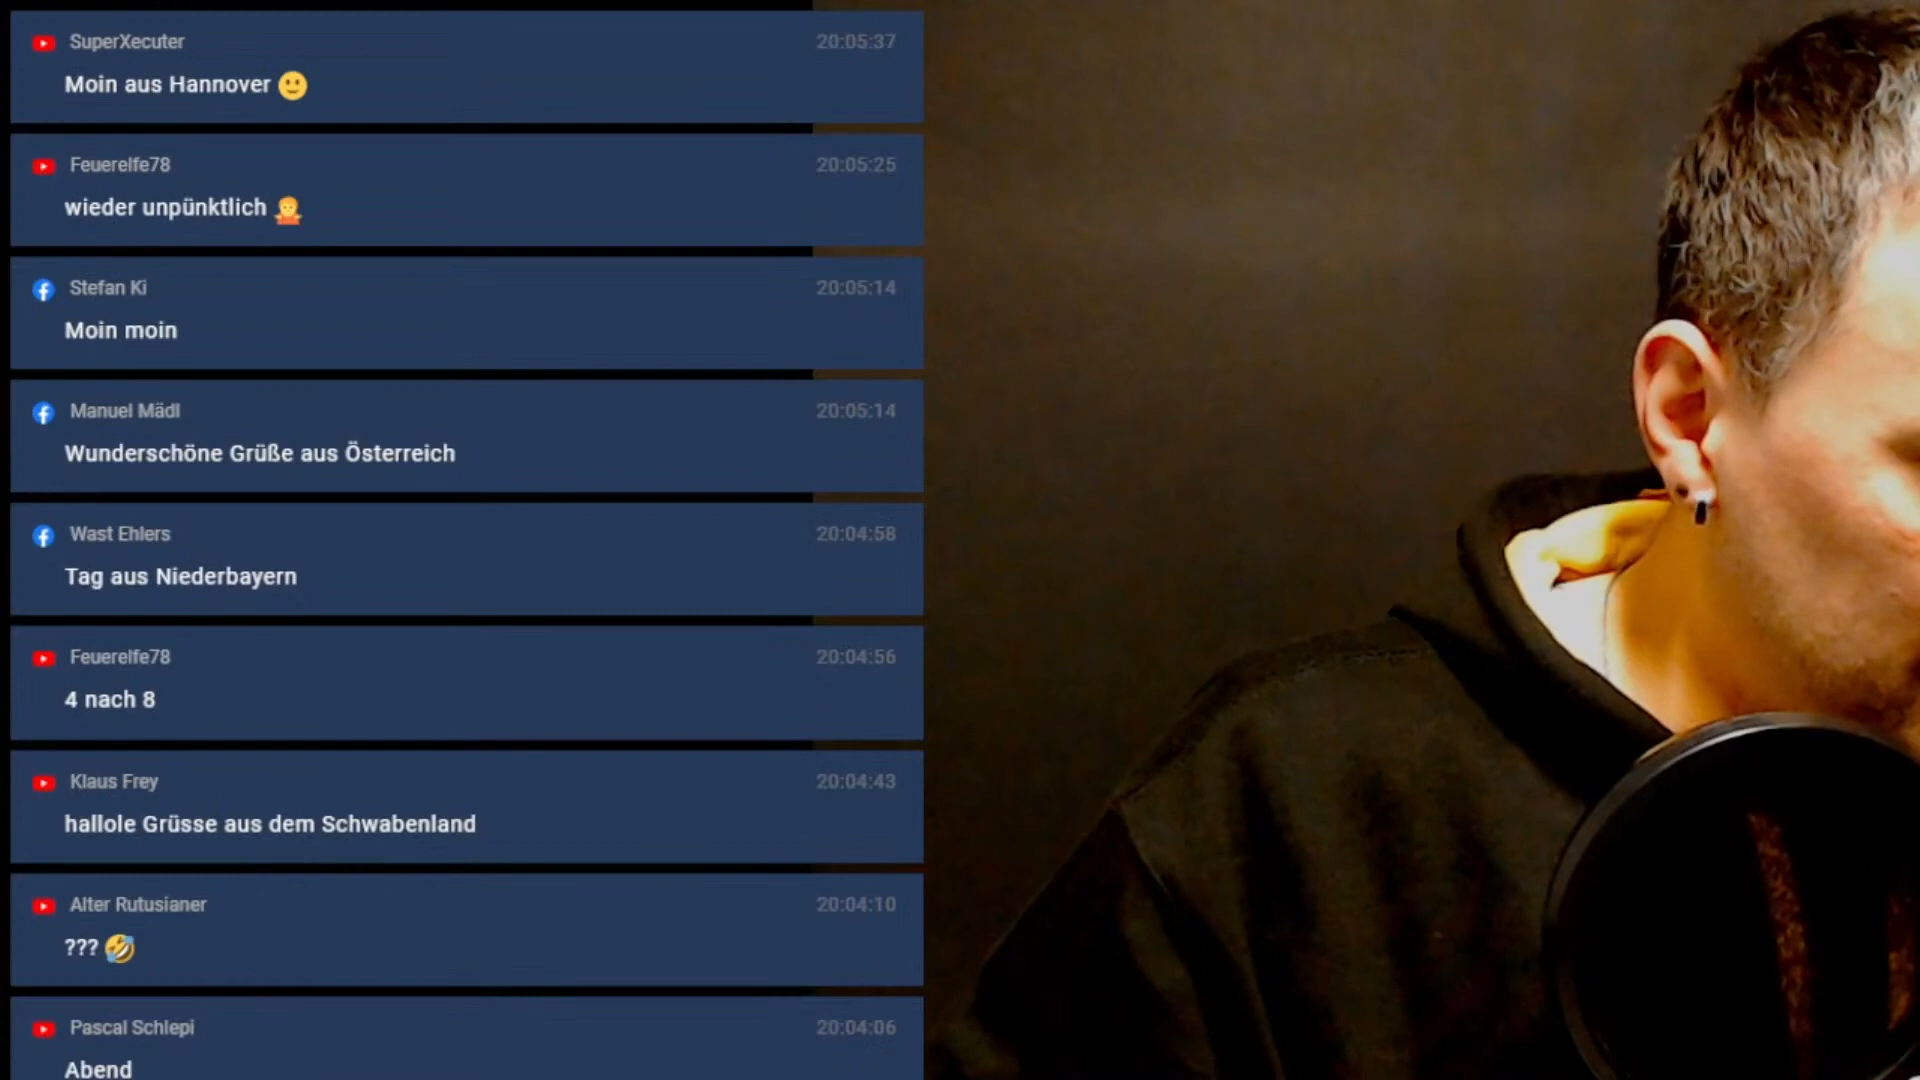 SuperXecuter 20:05:37
Moin aus Hannover 🙂
Feuerelfe78 20:05:25
wieder unpünktlich 🤷
Stefan Ki 20:05:14
Moin moin
Manuel Mädl 20:05:14
Wunderschöne Grüße aus Österreich
Wast Ehlers 20:04:58
Tag aus Niederbayern
Feuerelfe78 20:04:56
4 nach 8
Klaus Frey 20:04:43
hallole Grüsse aus dem Schwabenland
Alter Rutusianer 20:04:10
??? 🤣
Pascal Schlepi 20:04:06
Abend